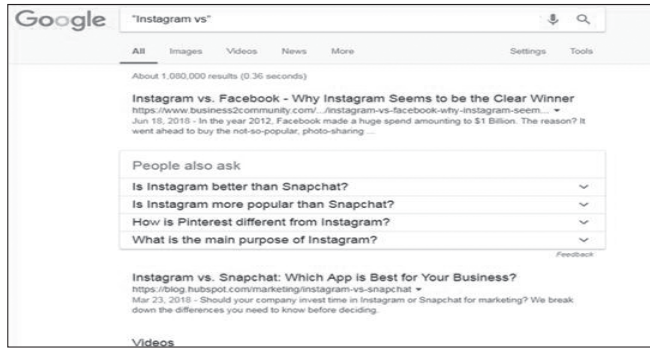 Google
"Instagram vs"
All Images Videos News More Settings Tools
About 1,080,000 results (0.36 seconds)
Instagram vs. Facebook - Why Instagram Seems to be the Clear Winner
https://www.business2community.com/.../instagram-vs-facebook-why-instagram-seem...
Jun 18, 2018 - In the year 2012, Facebook made a huge spend amounting to $1 Billion. The reason? It
went ahead to buy the not-so-popular, photo-sharing ...
People also ask
Is Instagram better than Snapchat?
Is Instagram more popular than Snapchat?
How is Pinterest different from Instagram?
What is the main purpose of Instagram?
Feedback
Instagram vs. Snapchat: Which App is Best for Your Business?
https://blog.hubspot.com/marketing/instagram-vs-snapchat
Mar 23, 2018 - Should your company invest time in Instagram or Snapchat for marketing? We break
down the differences you need to know before deciding.
Videos